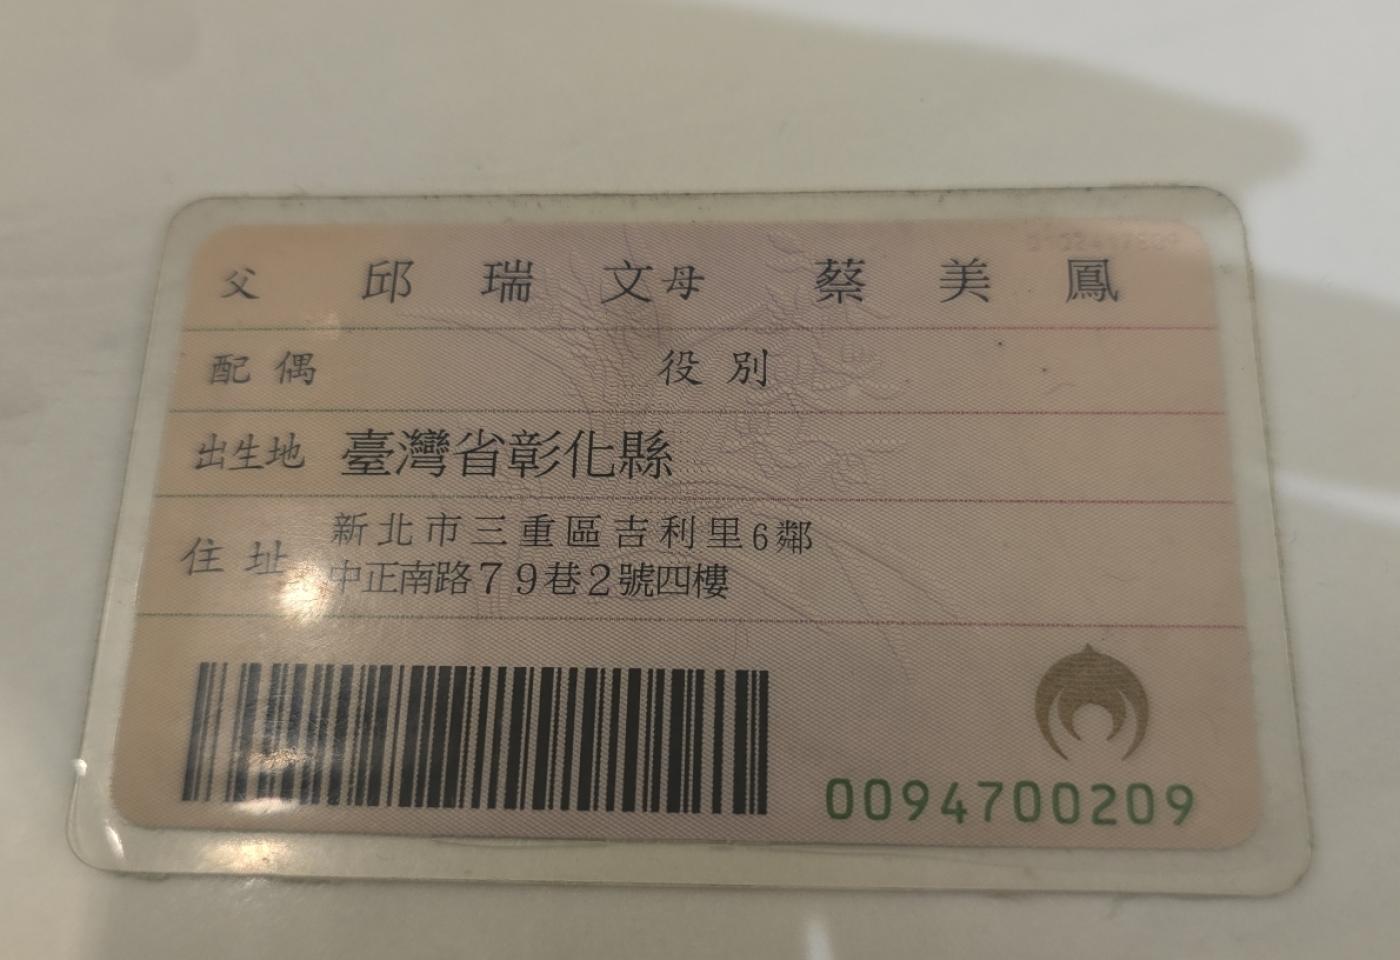 父 邱瑞文 母 蔡美鳳
配偶 役別
出生地 臺灣省彰化縣
住址 新北市三重區吉利里6鄰
中正南路79巷2號四樓
0094700209